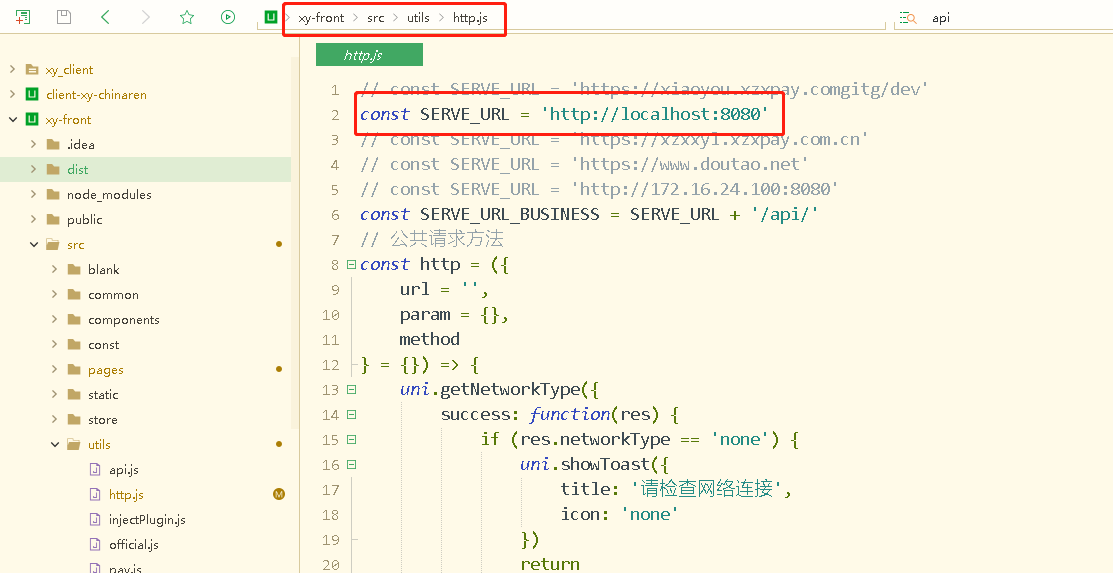 xy-front > src > utils > http.js
api
xy_client
client-xy-chinaren
xy-front
.idea
dist
node_modules
public
src
blank
common
components
const
pages
static
store
utils
api.js
http.js M
injectPlugin.js
official.js
pay.js
http.js
1 // const SERVE_URL = 'https://xiaoyou.xzxpay.comgitg/dev'
2 const SERVE_URL = 'http://localhost:8080'
3 // const SERVE_URL = 'https://xzxxyl.xzxpay.com.cn'
4 // const SERVE_URL = 'https://www.doutao.net'
5 // const SERVE_URL = 'http://172.16.24.100:8080'
6 const SERVE_URL_BUSINESS = SERVE_URL + '/api/'
7 // 公共请求方法
8 const http = ({
9 url = '',
10 param = {},
11 method
12 } = {}) => {
13 uni.getNetworkType({
14 success: function(res) {
15 if (res.networkType == 'none') {
16 uni.showToast({
17 title: '请检查网络连接',
18 icon: 'none'
19 })
20 return